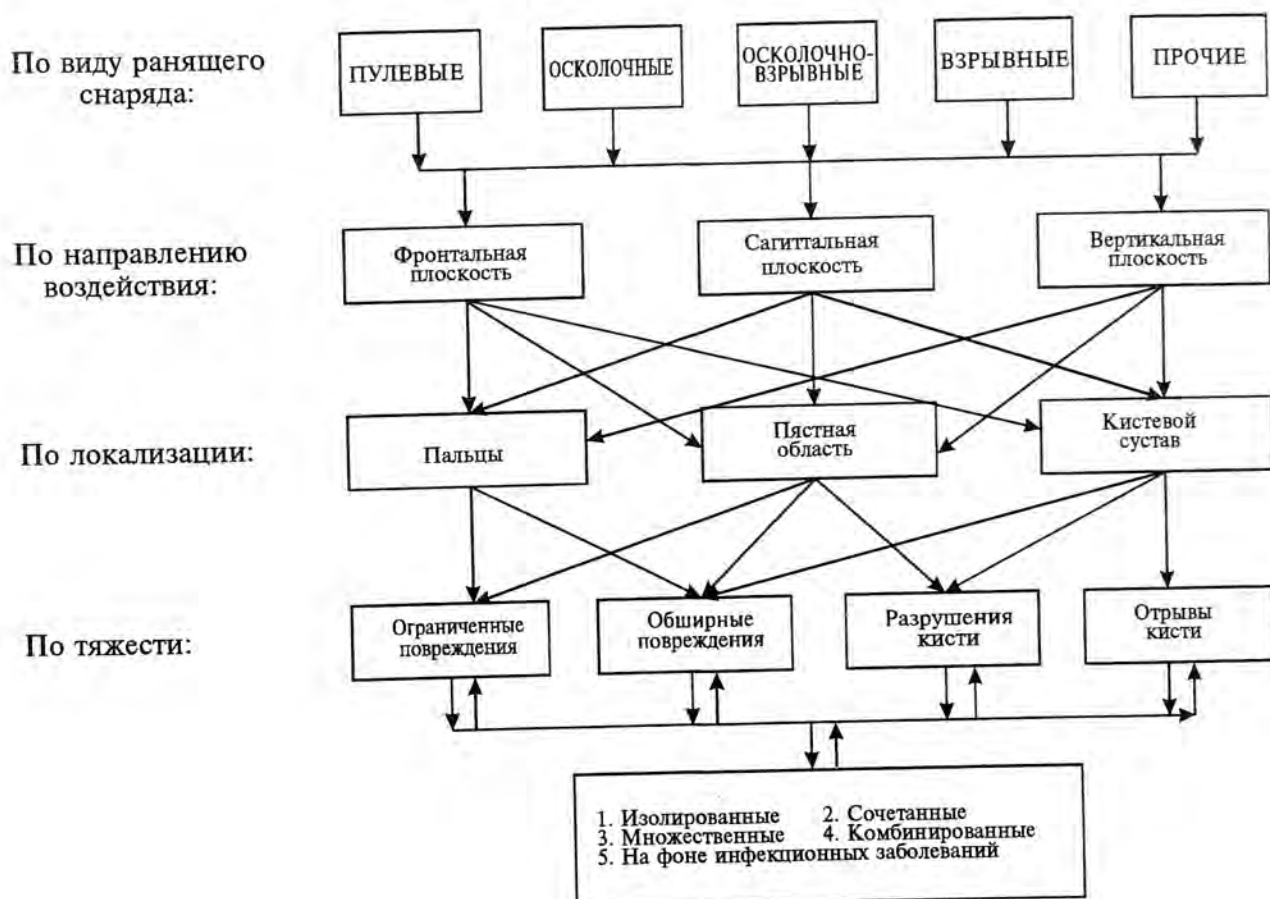 По виду ранящего
снаряда:
ПУЛЕВЫЕ
ОСКОЛОЧНЫЕ
ОСКОЛОЧНО-
ВЗРЫВНЫЕ
ВЗРЫВНЫЕ
ПРОЧИЕ
По направлению
воздействия:
Фронтальная
плоскость
Сагиттальная
плоскость
Вертикальная
плоскость
По локализации:
Пальцы
Пястная
область
Кистевой
сустав
По тяжести:
Ограниченные
повреждения
Обширные
повреждения
Разрушения
кисти
Отрывы
кисти
1. Изолированные 2. Сочетанные
3. Множественные 4. Комбинированные
5. На фоне инфекционных заболеваний